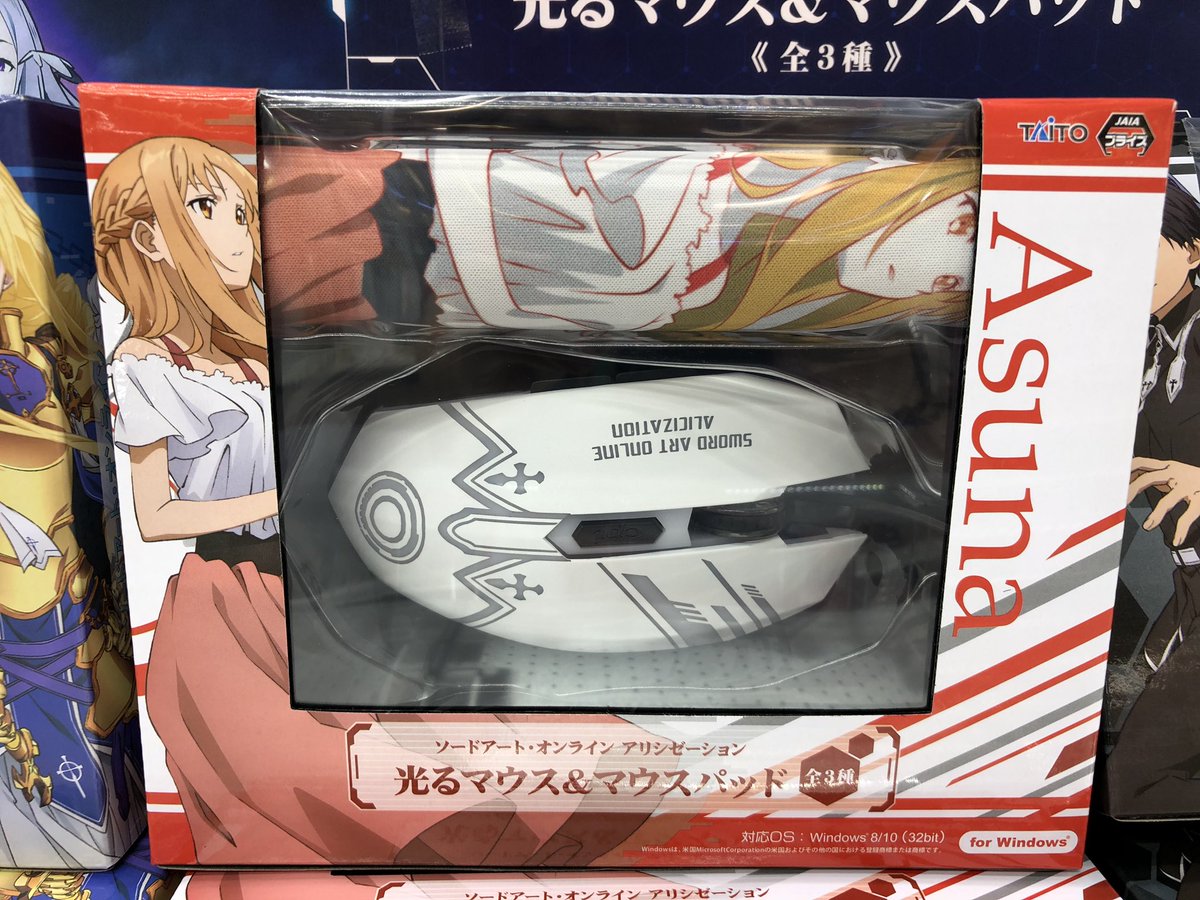 光るマウス&マウスパッド
《全3種》
TAITO
JAIA
プライス
Asuna
SWORD ART ONLINE
ALICIZATION
ソードアート・オンライン アリシゼーション
光るマウス&マウスパッド 全3種
対応OS：Windows 8/10（32bit）
Windowsは、米国MicrosoftCorporationの米国およびその他の国における登録商標または商標です。
for Windows®
ソードアート・オンライン アリシゼーション